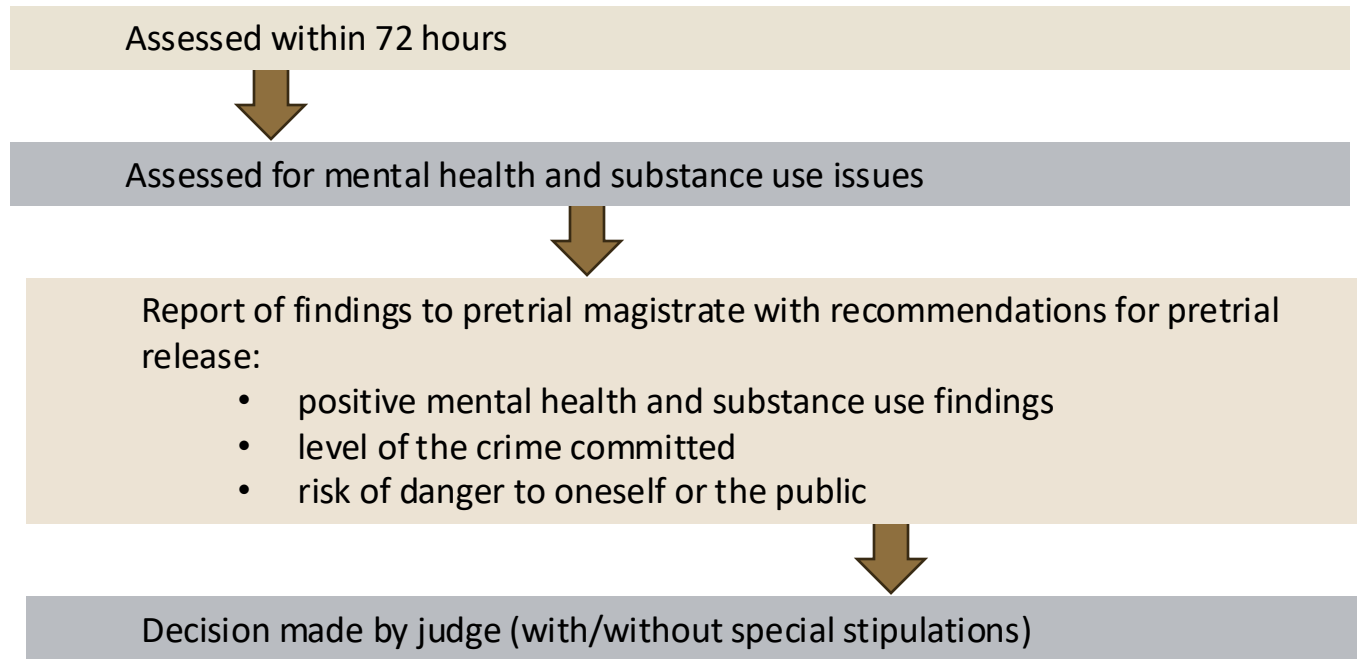 Assessed within 72 hours
Assessed for mental health and substance use issues
Report of findings to pretrial magistrate with recommendations for pretrial
release:
• positive mental health and substance use findings
• level of the crime committed
• risk of danger to oneself or the public
Decision made by judge (with/without special stipulations)